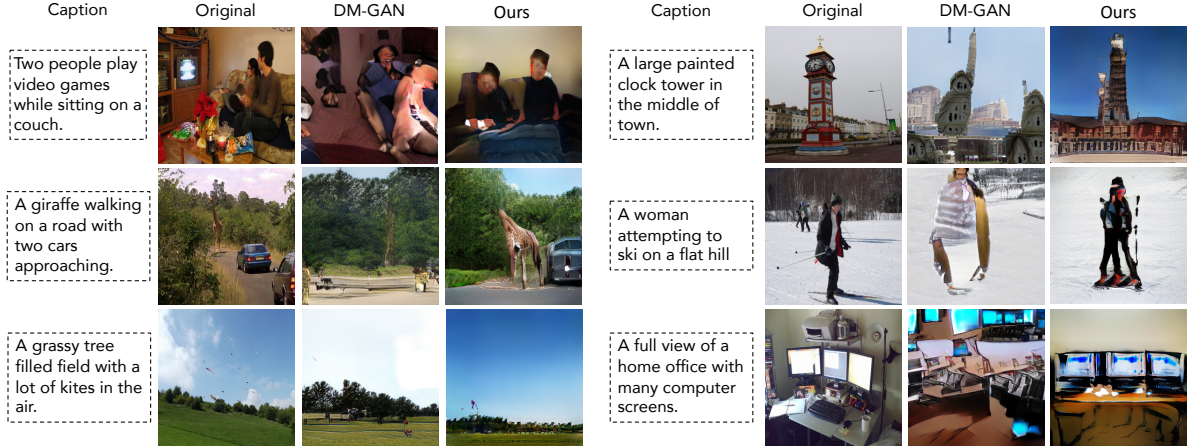 Caption
Original
DM-GAN
Ours
Caption
Original
DM-GAN
Ours
Two people play
video games
while sitting on a
couch.
A large painted
clock tower in
the middle of
town.
A giraffe walking
on a road with
two cars
approaching.
A woman
attempting to
ski on a flat hill
A grassy tree
filled field with a
lot of kites in the
air.
A full view of a
home office with
many computer
screens.